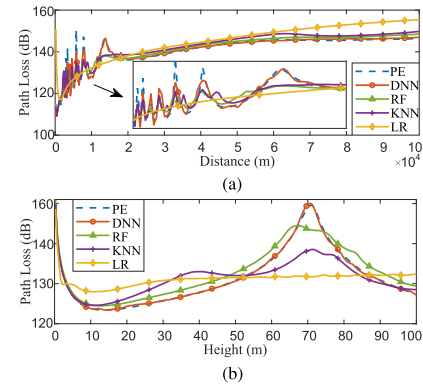 160
140
120
100
Path Loss (dB)
PE
DNN
RF
KNN
LR
0 1 2 3 4 5 6 7 8 9 10
Distance (m)
× 10⁴
(a)
160
150
140
130
120
Path Loss (dB)
PE
DNN
RF
KNN
LR
0 10 20 30 40 50 60 70 80 90 100
Height (m)
(b)